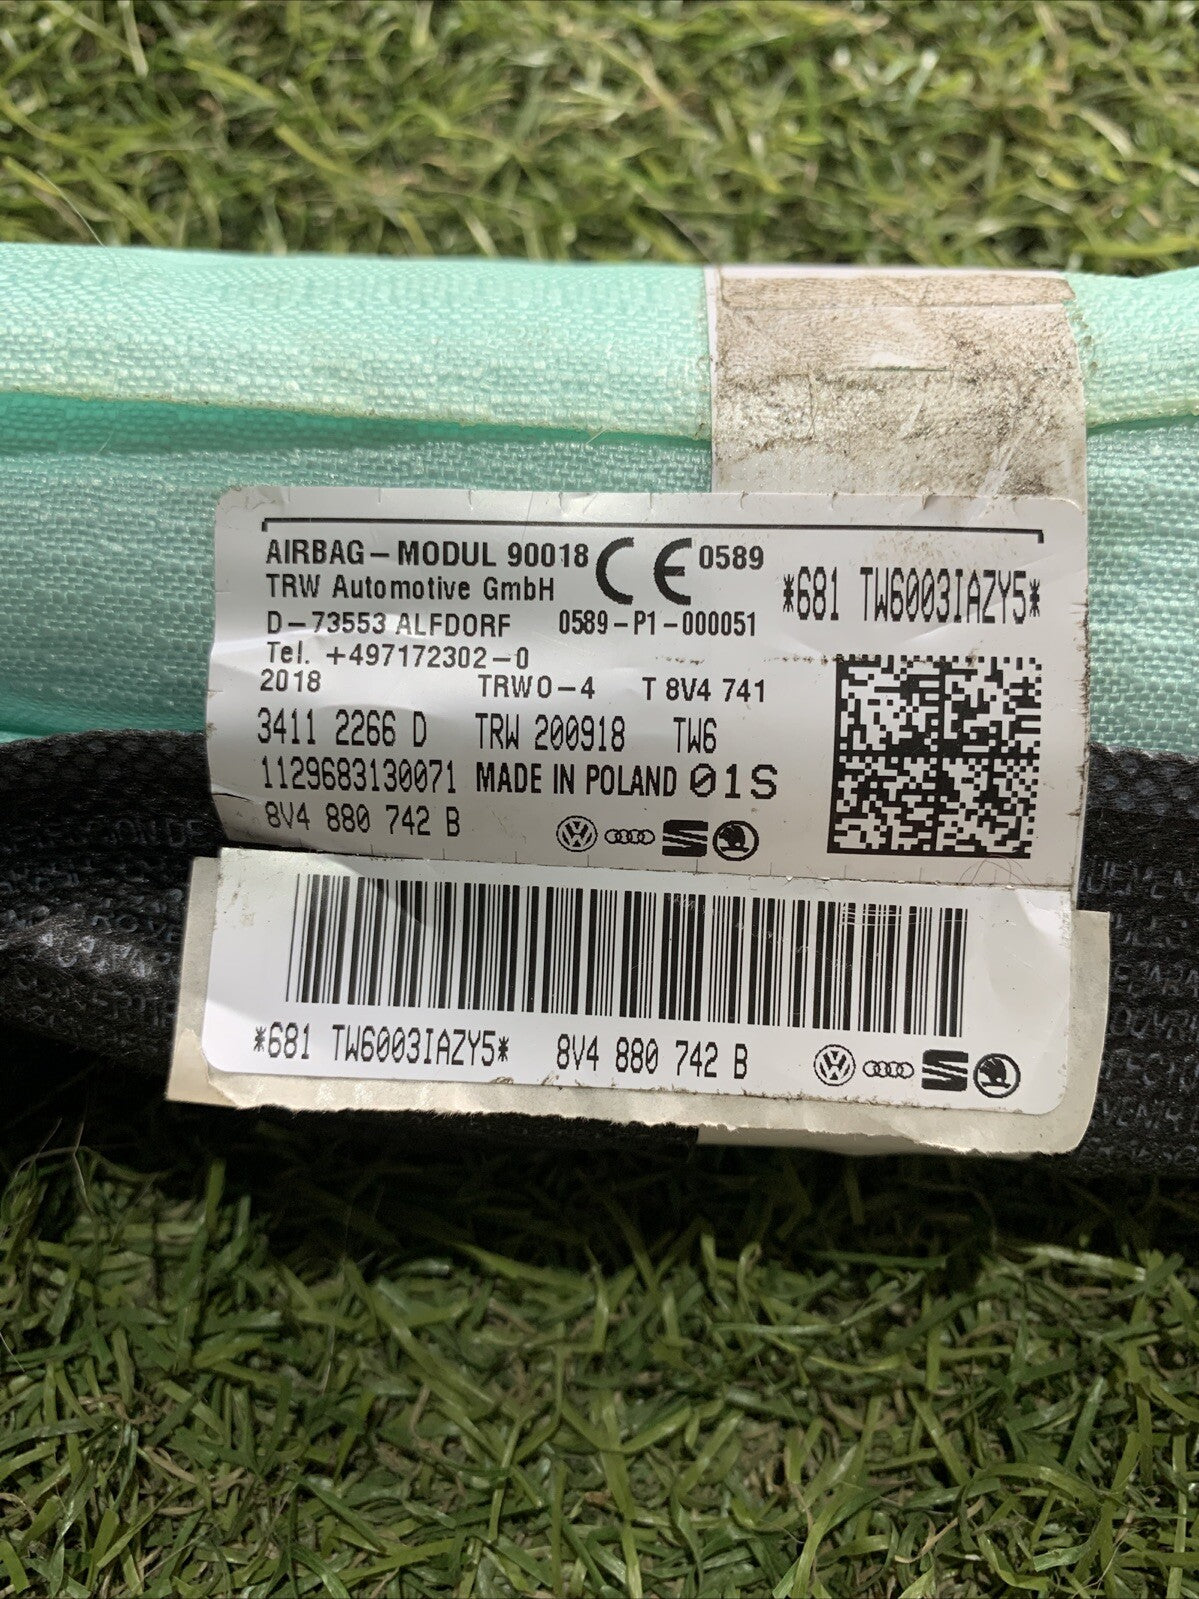 AIRBAG-MODUL 90018 CE 0589
TRW Automotive GmbH
*681 TW6003IAZY5*
D-73553 ALFDORF 0589-P1-000051
Tel. +497172302-0
2018 TRWO-4 T 8V4 741
3411 2266 D TRW 200918 TW6
1129683130071 MADE IN POLAND 01S
8V4 880 742 B
*681 TW6003IAZY5* 8V4 880 742 B